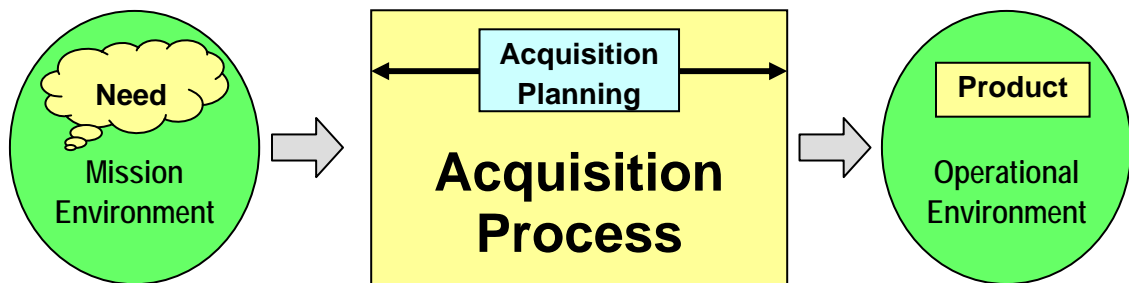 Need
Mission
Environment
Acquisition
Planning
Acquisition
Process
Product
Operational
Environment